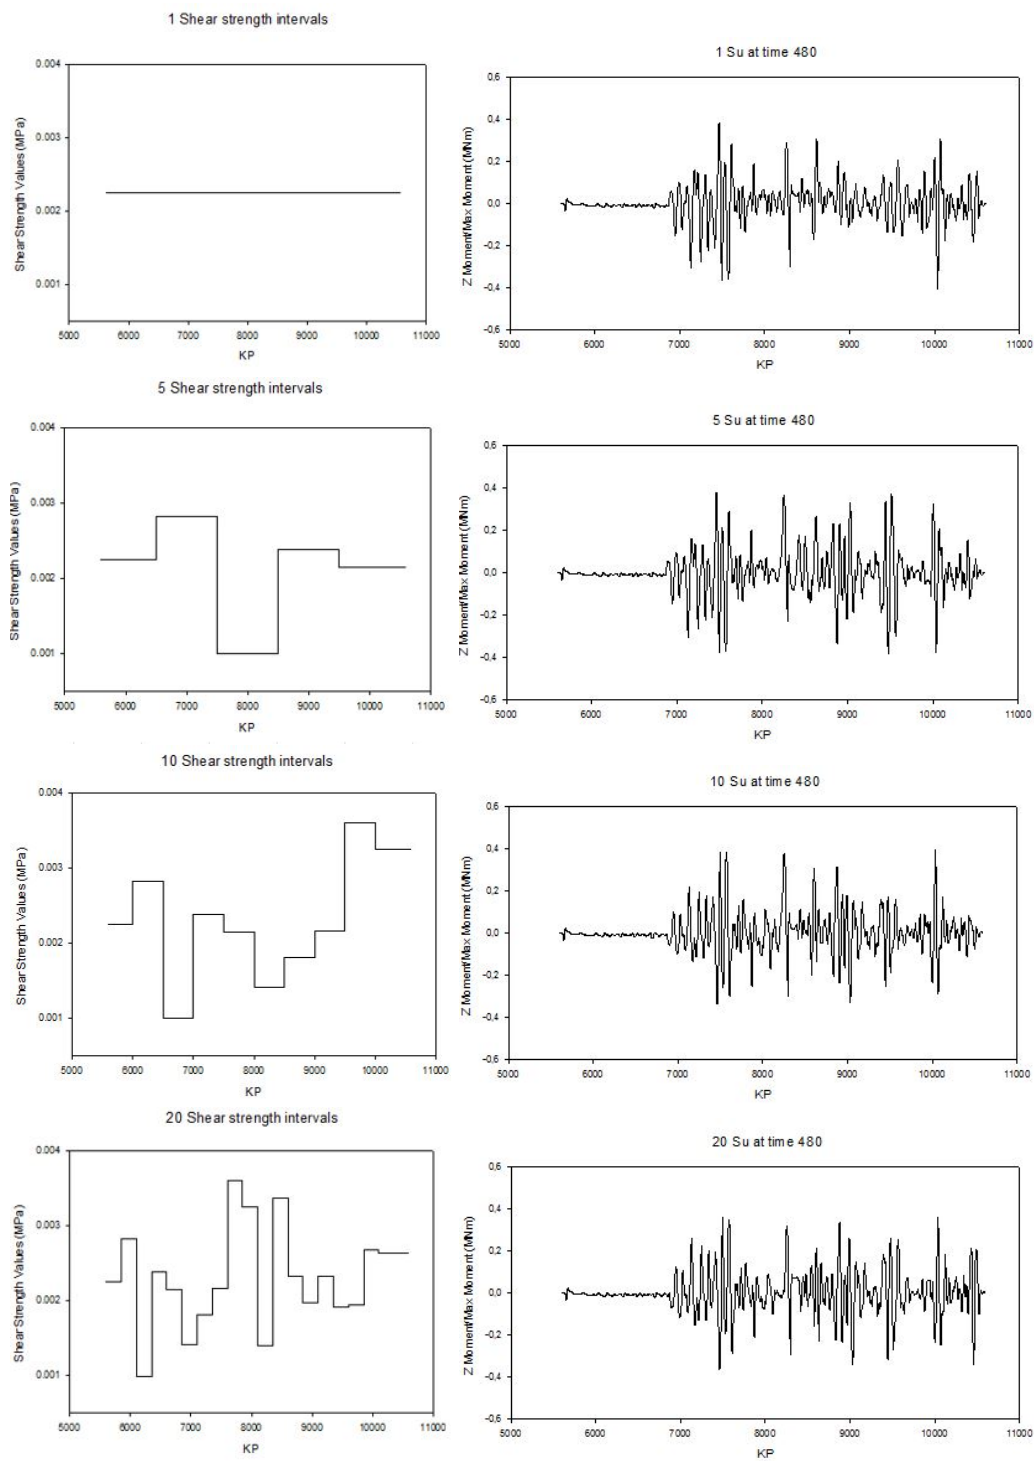 1 Shear strength intervals
0.004
0.003
0.002
0.001
Shear Strength Values (MPa)
5000 6000 7000 8000 9000 10000 11000
KP
1 Su at time 480
0,6
0,4
0,2
0,0
-0,2
-0,4
-0,6
Z Moment/Max Moment (MNm)
5000 6000 7000 8000 9000 10000 11000
KP
5 Shear strength intervals
0.004
0.003
0.002
0.001
Shear Strength Values (MPa)
5000 6000 7000 8000 9000 10000 11000
KP
5 Su at time 480
0,6
0,4
0,2
0,0
-0,2
-0,4
-0,6
Z Moment/Max Moment (MNm)
5000 6000 7000 8000 9000 10000 11000
KP
10 Shear strength intervals
0.004
0.003
0.002
0.001
Shear Strength Values (MPa)
5000 6000 7000 8000 9000 10000 11000
KP
10 Su at time 480
0,6
0,4
0,2
0,0
-0,2
-0,4
-0,6
Z Moment/Max Moment (MNm)
5000 6000 7000 8000 9000 10000 11000
KP
20 Shear strength intervals
0.004
0.003
0.002
0.001
Shear Strength Values (MPa)
5000 6000 7000 8000 9000 10000 11000
KP
20 Su at time 480
0,6
0,4
0,2
0,0
-0,2
-0,4
-0,6
Z Moment/Max Moment (MNm)
5000 6000 7000 8000 9000 10000 11000
KP